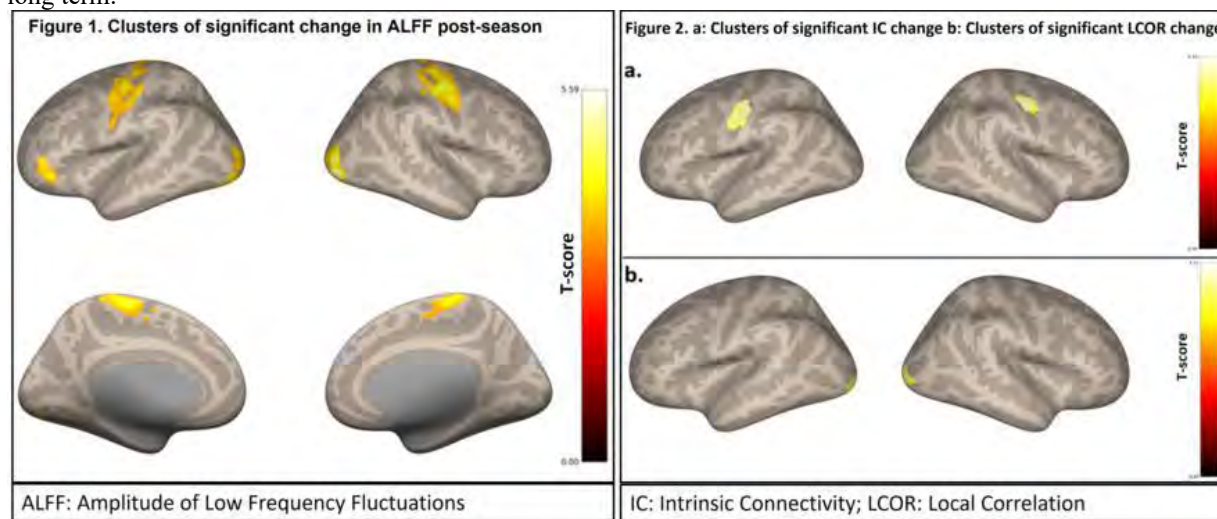 long term.
Figure 1. Clusters of significant change in ALFF post-season
5.59
T-score
0.00
ALFF: Amplitude of Low Frequency Fluctuations
Figure 2. a: Clusters of significant IC change b: Clusters of significant LCOR change
a.
T-score
b.
T-score
IC: Intrinsic Connectivity; LCOR: Local Correlation